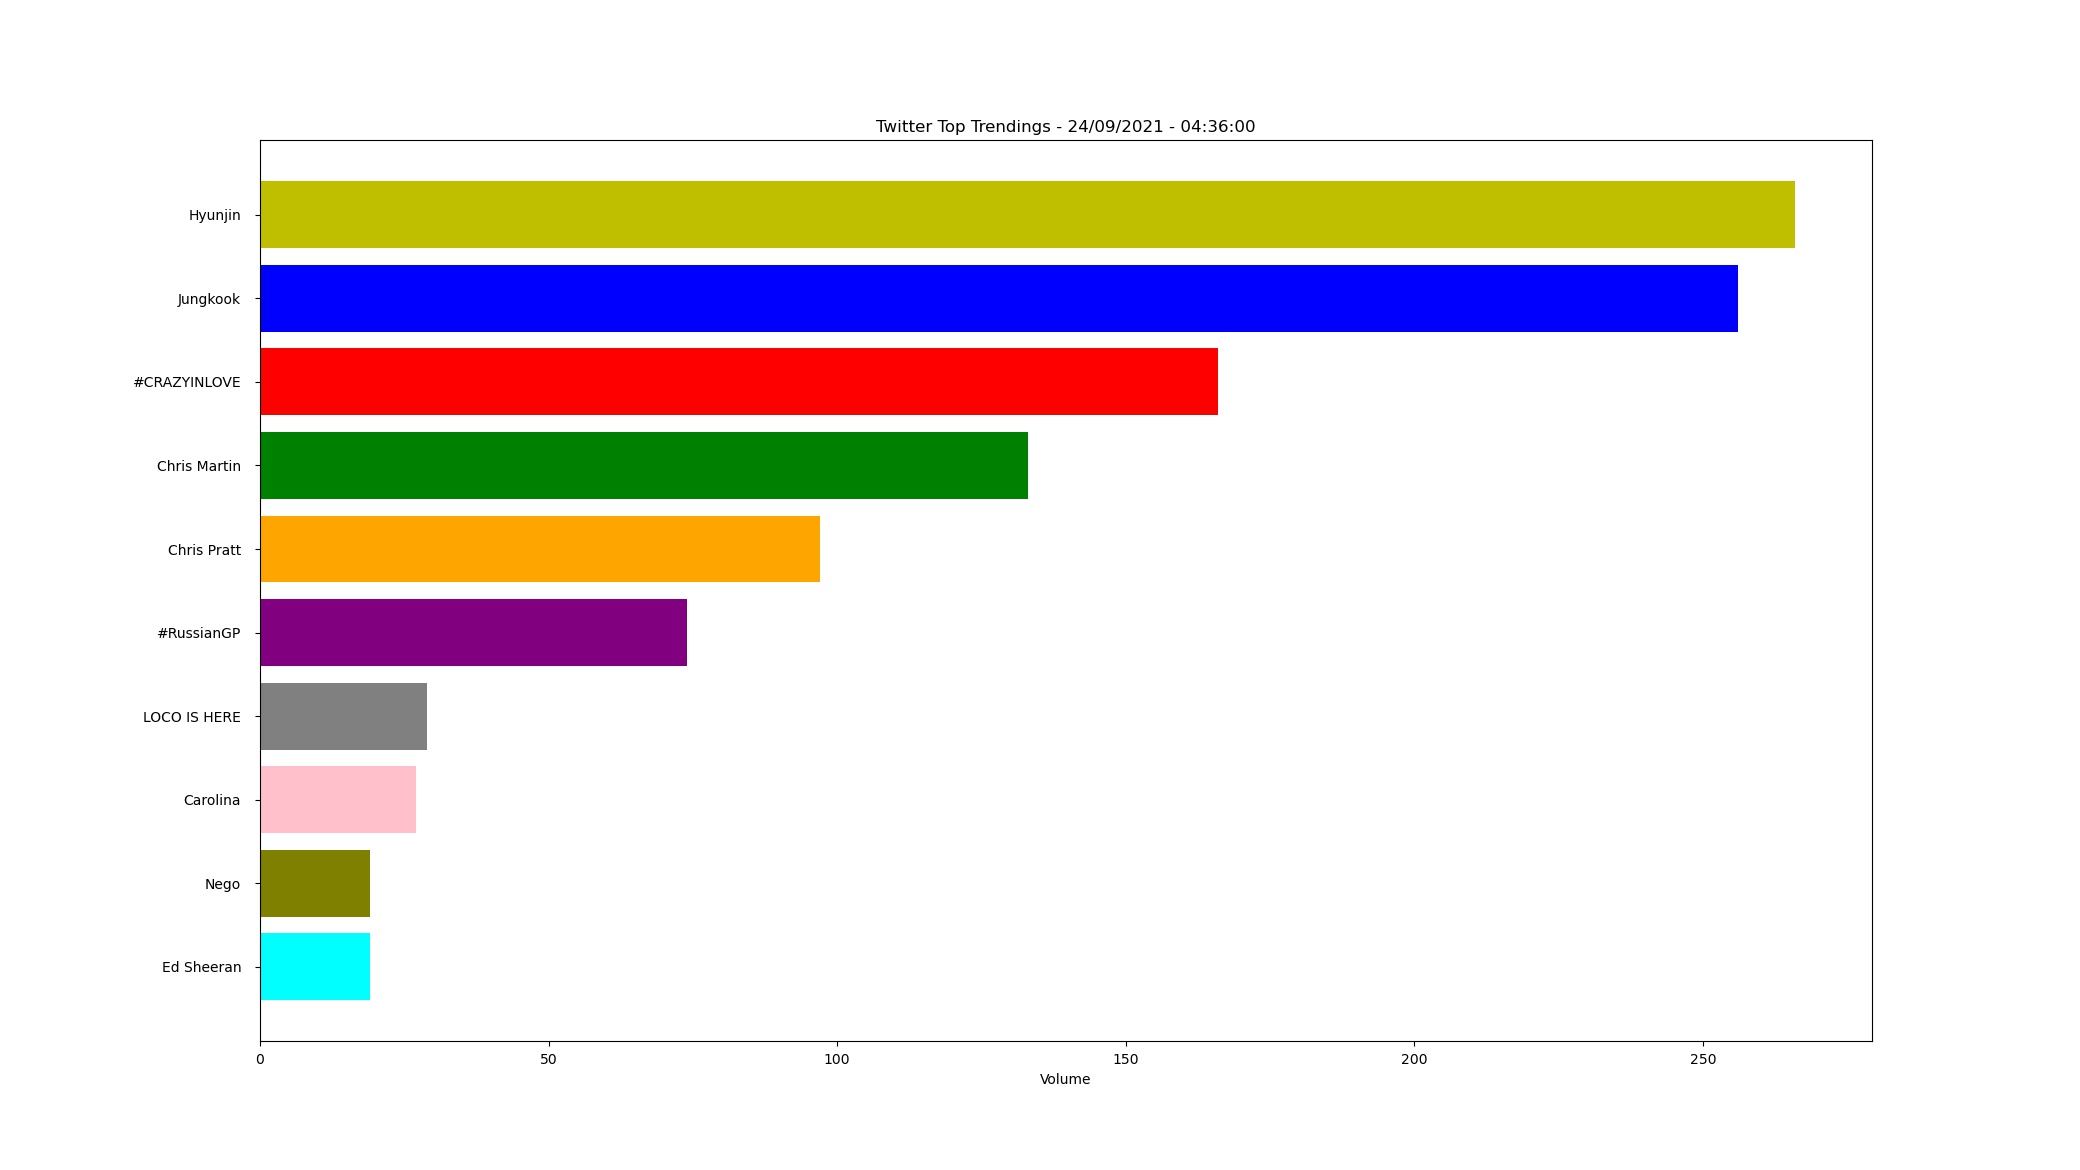 Twitter Top Trendings - 24/09/2021 - 04:36:00
Hyunjin
Jungkook
#CRAZYINLOVE
Chris Martin
Chris Pratt
#RussianGP
LOCO IS HERE
Carolina
Nego
Ed Sheeran
0 50 100 150 200 250
Volume